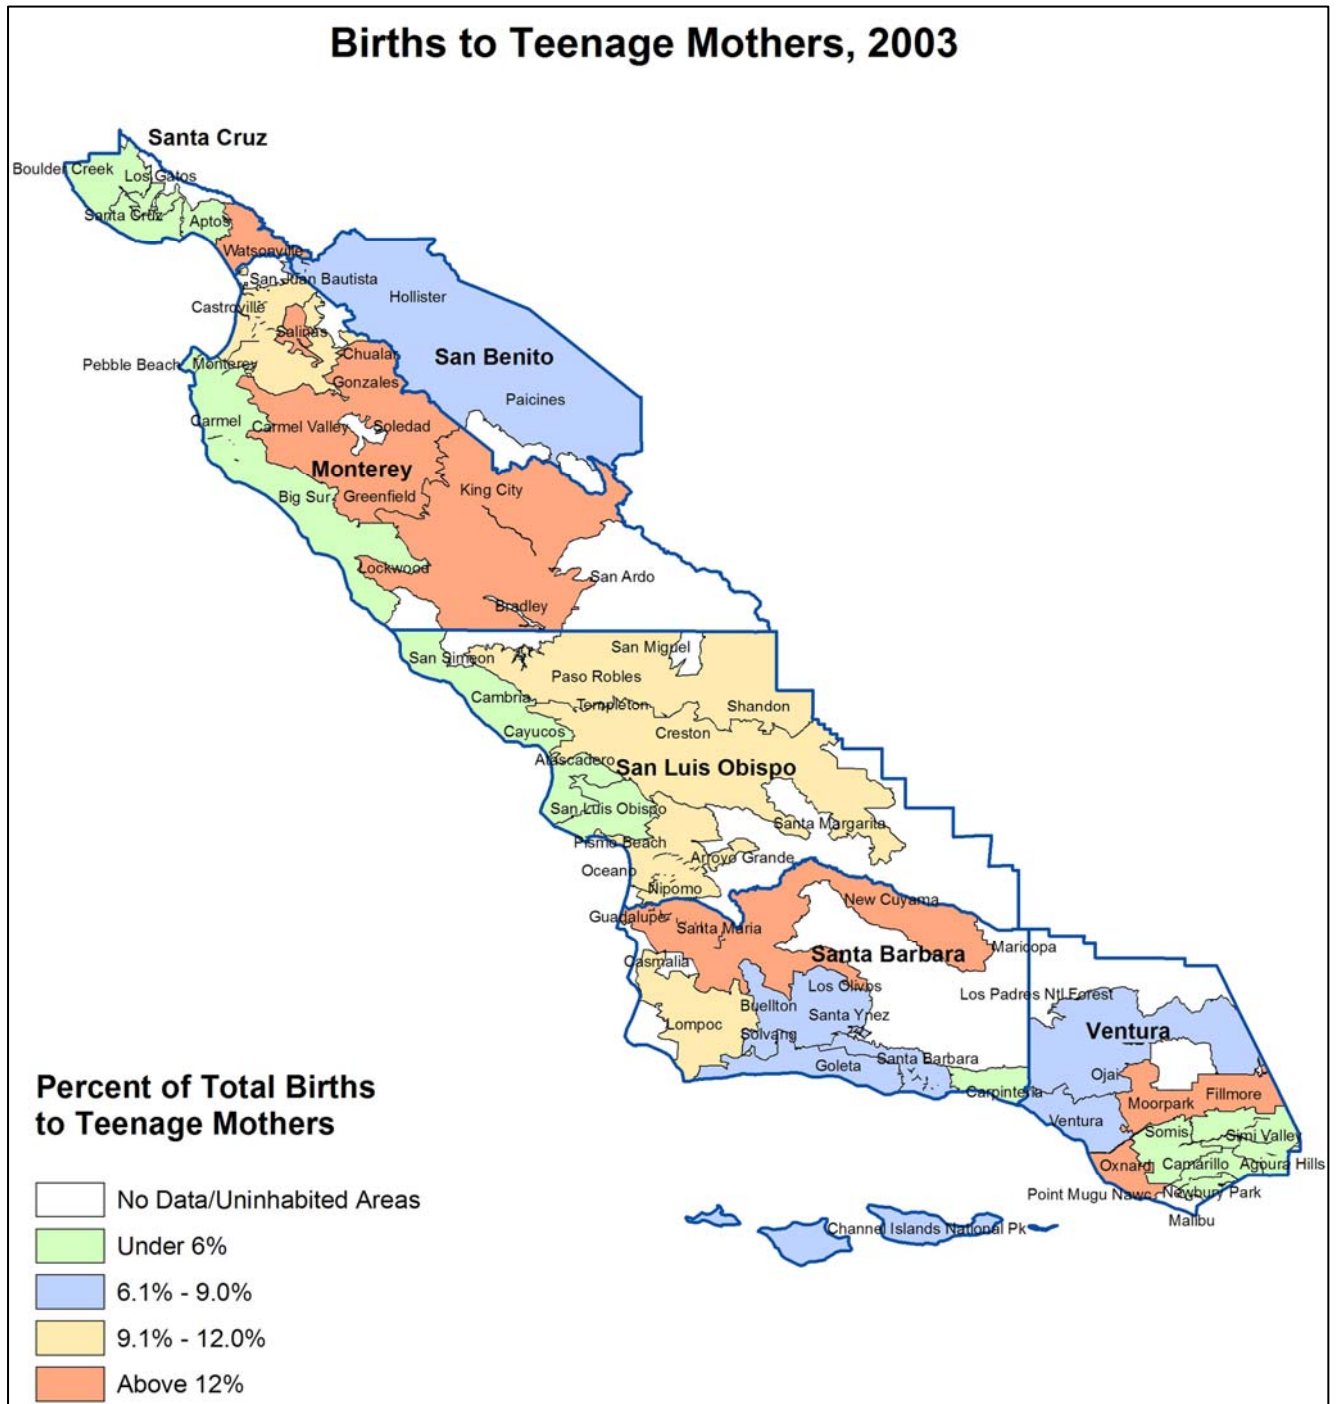 Births to Teenage Mothers, 2003
Santa Cruz
Boulder Creek
Los Gatos
Santa Cruz
Aptos
Watsonville
San Juan Bautista
Hollister
Castroville
Salinas
Chualar
San Benito
Pebble Beach
Monterey
Gonzales
Paicines
Carmel
Carmel Valley
Soledad
Monterey
King City
Big Sur
Greenfield
Lockwood
San Ardo
Bradley
San Simeon
San Miguel
Paso Robles
Cambria
Templeton
Shandon
Cayucos
Creston
Atascadero
San Luis Obispo
San Luis Obispo
Santa Margarita
Pismo Beach
Arroyo Grande
Oceano
Nipomo
New Cuyama
Guadalupe
Santa Maria
Maricopa
Santa Barbara
Casmalia
Los Olivos
Los Padres Ntl Forest
Buellton
Santa Ynez
Lompoc
Solvang
Ventura
Santa Barbara
Goleta
Ojai
Carpinteria
Moorpark
Fillmore
Ventura
Somis
Simi Valley
Oxnard
Camarillo
Agoura Hills
Point Mugu Nawc
Newbury Park
Malibu
Channel Islands National Pk
Percent of Total Births
to Teenage Mothers
No Data/Uninhabited Areas
Under 6%
6.1% - 9.0%
9.1% - 12.0%
Above 12%